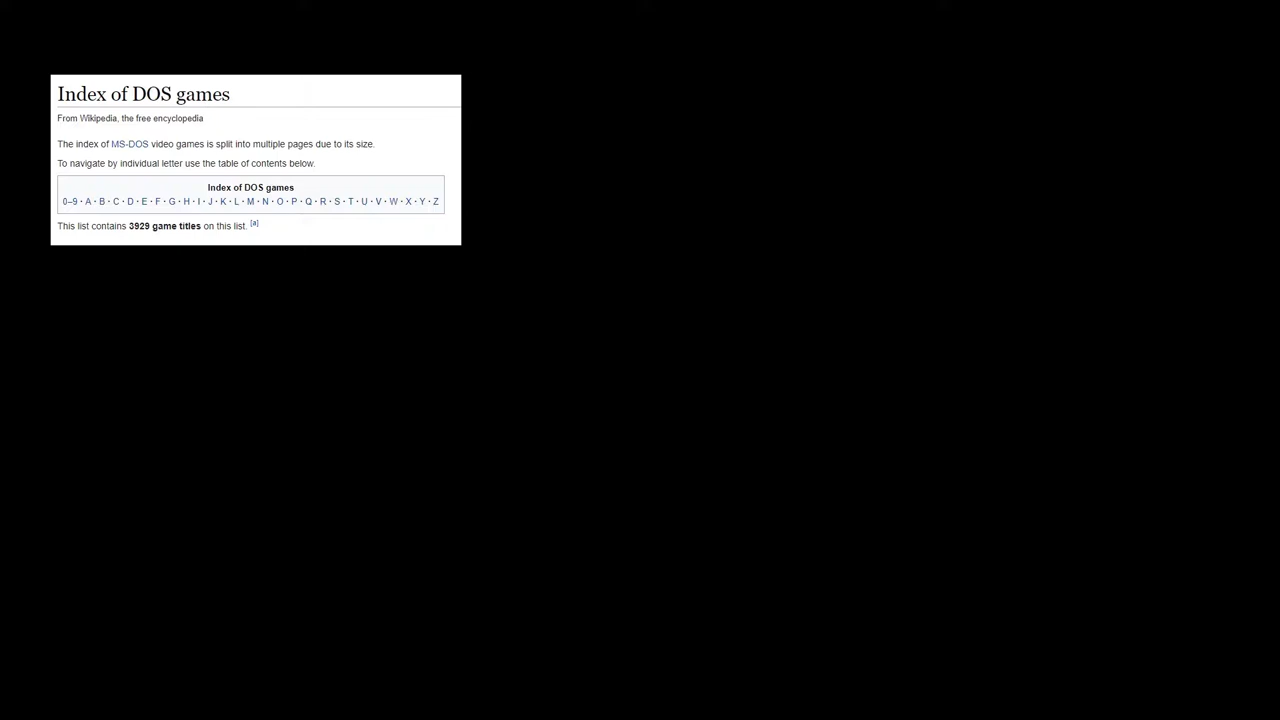 Index of DOS games
From Wikipedia, the free encyclopedia
The index of MS-DOS video games is split into multiple pages due to its size.
To navigate by individual letter use the table of contents below.
Index of DOS games
0–9 · A · B · C · D · E · F · G · H · I · J · K · L · M · N · O · P · Q · R · S · T · U · V · W · X · Y · Z
This list contains 3929 game titles on this list. [a]